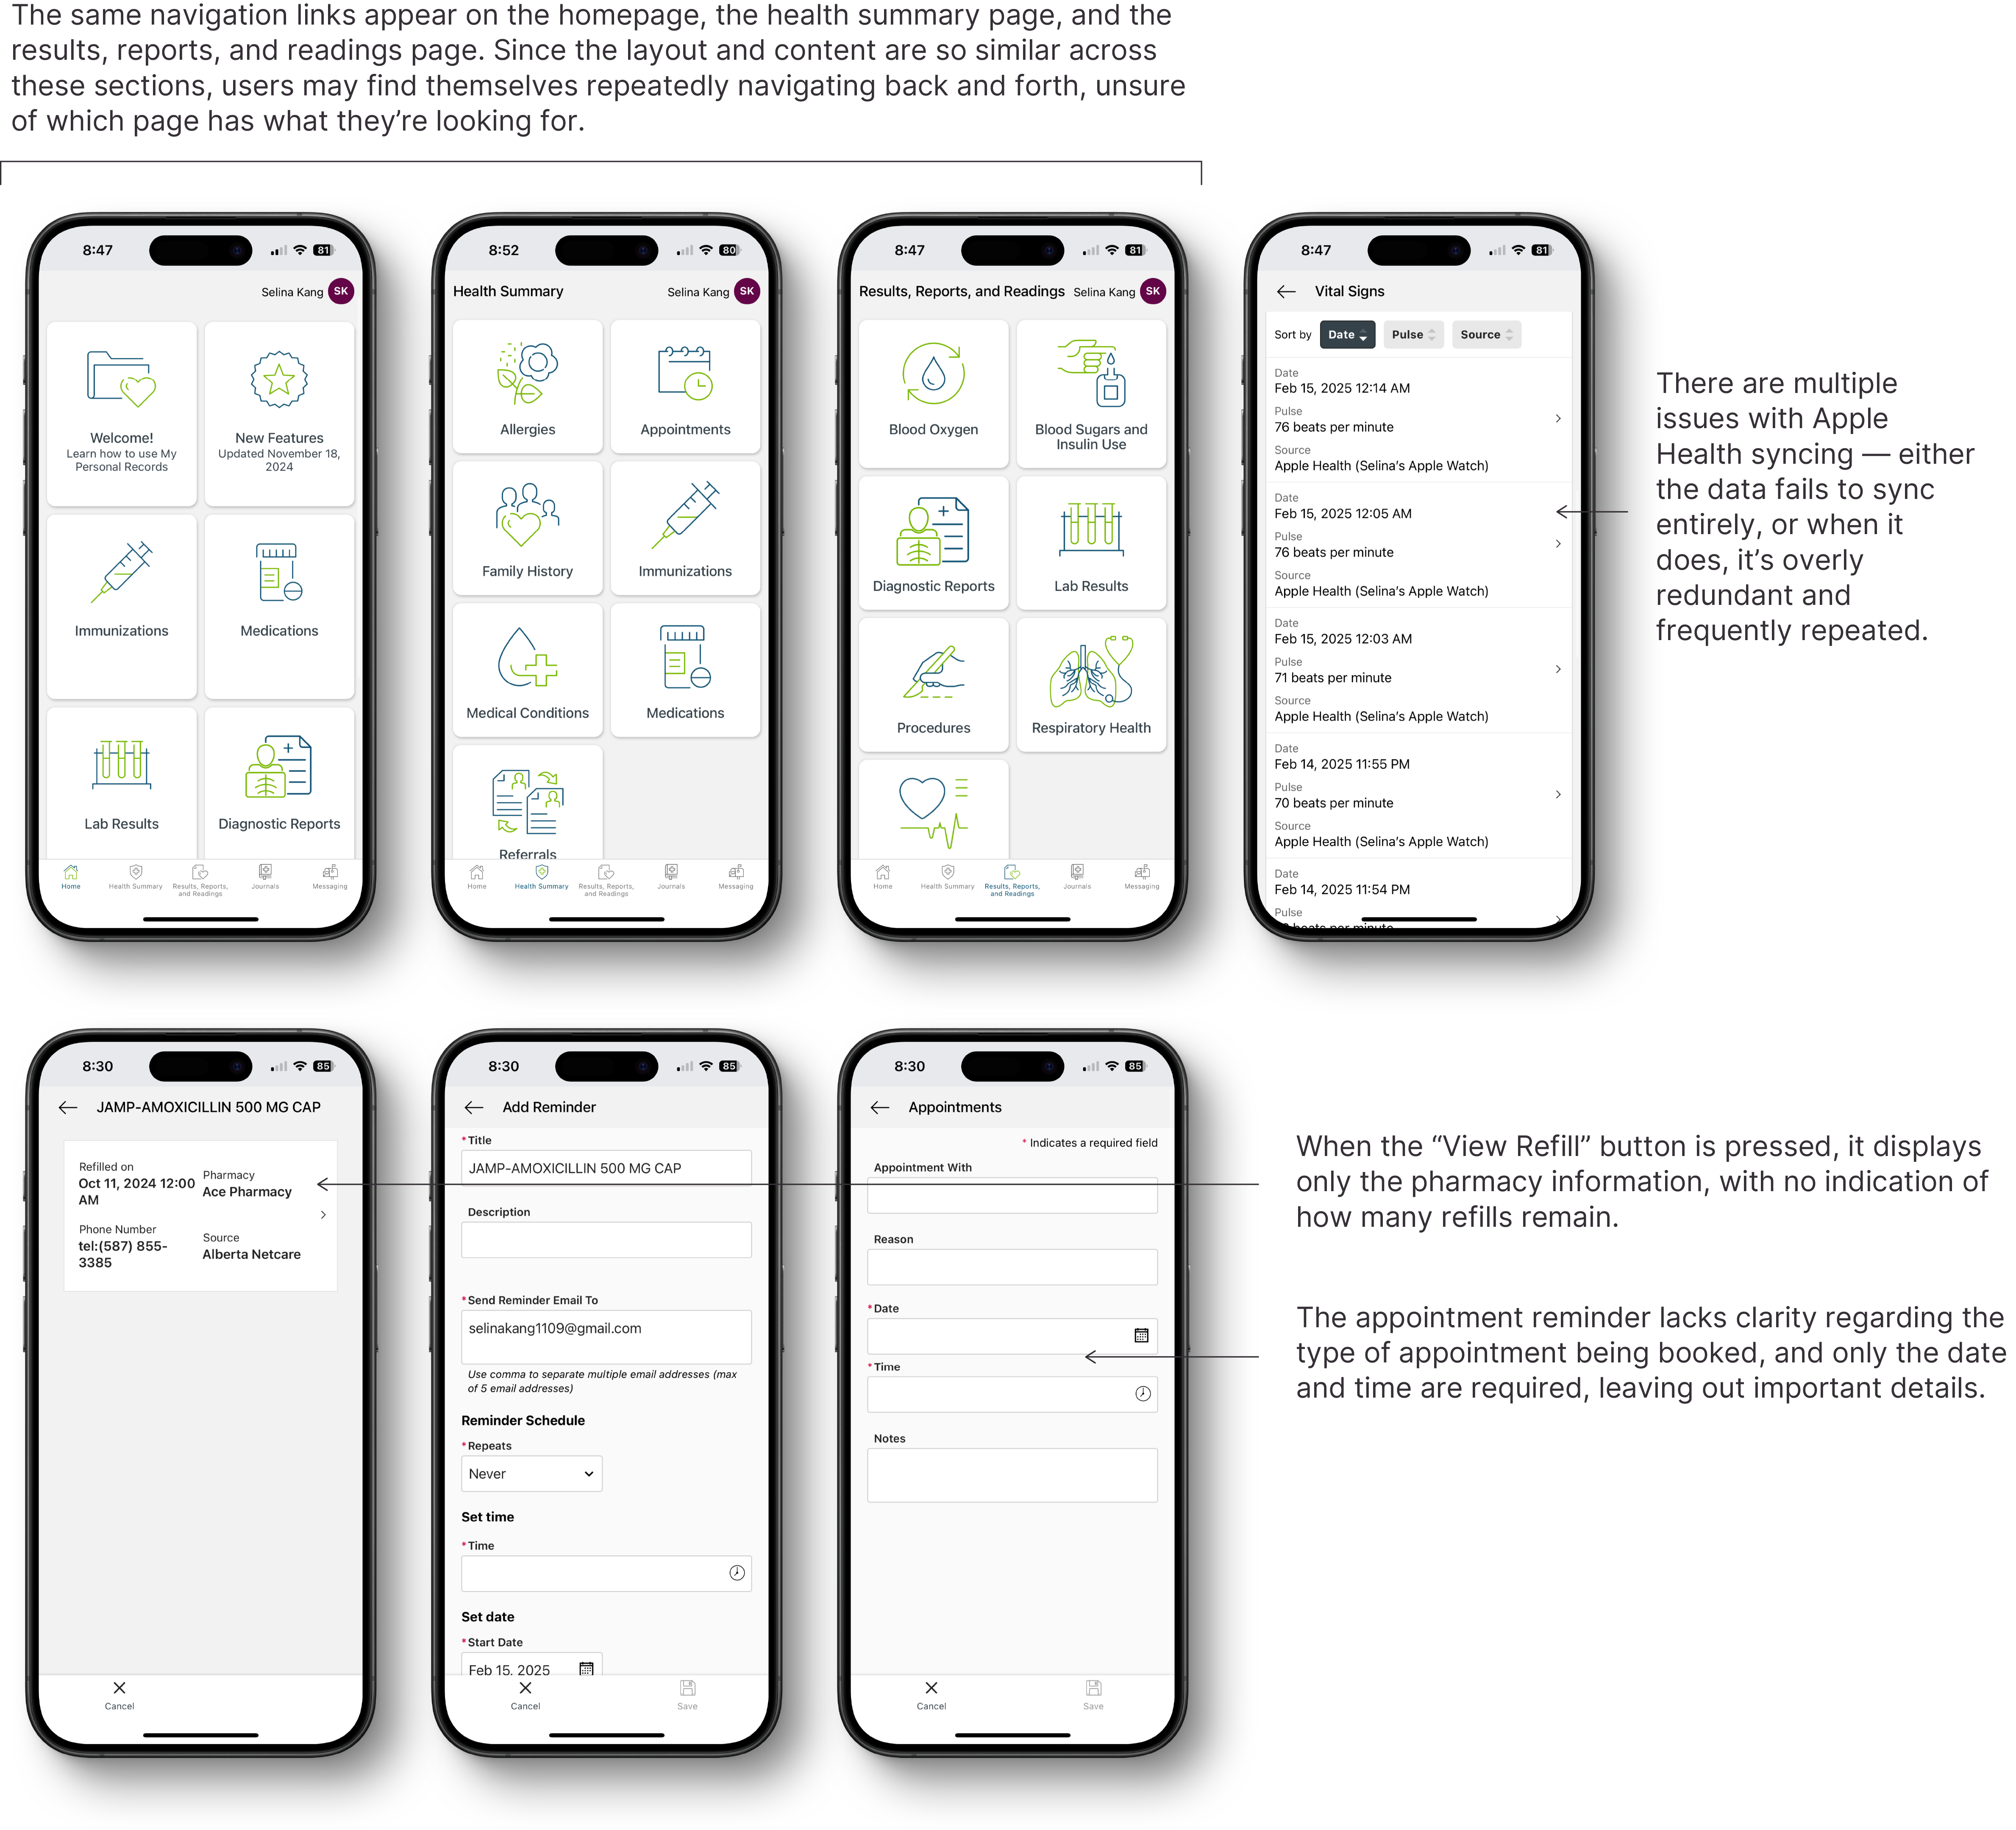 The same navigation links appear on the homepage, the health summary page, and the
results, reports, and readings page. Since the layout and content are so similar across
these sections, users may find themselves repeatedly navigating back and forth, unsure
of which page has what they're looking for.
8:47
81
Selina Kang SK
Welcome!
Learn how to use My
Personal Records
New Features
Updated November 18,
2024
Immunizations
Medications
Lab Results
Diagnostic Reports
Home
Health Summary
Results, Reports,
and Readings
Journals
Messaging
8:52
80
Health Summary
Selina Kang SK
Allergies
Appointments
Family History
Immunizations
Medical Conditions
Medications
Referrals
Home
Health Summary
Results, Reports,
and Readings
Journals
Messaging
8:47
81
Results, Reports, and Readings
Selina Kang SK
Blood Oxygen
Blood Sugars and
Insulin Use
Diagnostic Reports
Lab Results
Procedures
Respiratory Health
Home
Health Summary
Results, Reports,
and Readings
Journals
Messaging
8:47
81
Vital Signs
Sort by Date Pulse Source
Date
Feb 15, 2025 12:14 AM
Pulse
76 beats per minute
Source
Apple Health (Selina's Apple Watch)
Date
Feb 15, 2025 12:05 AM
Pulse
76 beats per minute
Source
Apple Health (Selina's Apple Watch)
Date
Feb 15, 2025 12:03 AM
Pulse
71 beats per minute
Source
Apple Health (Selina's Apple Watch)
Date
Feb 14, 2025 11:55 PM
Pulse
70 beats per minute
Source
Apple Health (Selina's Apple Watch)
Date
Feb 14, 2025 11:54 PM
Pulse
beats per minute
There are multiple
issues with Apple
Health syncing — either
the data fails to sync
entirely, or when it
does, it's overly
redundant and
frequently repeated.
8:30
85
JAMP-AMOXICILLIN 500 MG CAP
Refilled on
Oct 11, 2024 12:00
AM
Pharmacy
Ace Pharmacy
Phone Number
tel:(587) 855-
3385
Source
Alberta Netcare
Cancel
8:30
85
Add Reminder
*Title
JAMP-AMOXICILLIN 500 MG CAP
Description
*Send Reminder Email To
selinakang1109@gmail.com
Use comma to separate multiple email addresses (max
of 5 email addresses)
Reminder Schedule
*Repeats
Never
Set time
*Time
Set date
*Start Date
Feb 15, 2025
Cancel
Save
8:30
85
Appointments
* Indicates a required field
Appointment With
Reason
*Date
*Time
Notes
Cancel
Save
When the “View Refill” button is pressed, it displays
only the pharmacy information, with no indication of
how many refills remain.
The appointment reminder lacks clarity regarding the
type of appointment being booked, and only the date
and time are required, leaving out important details.